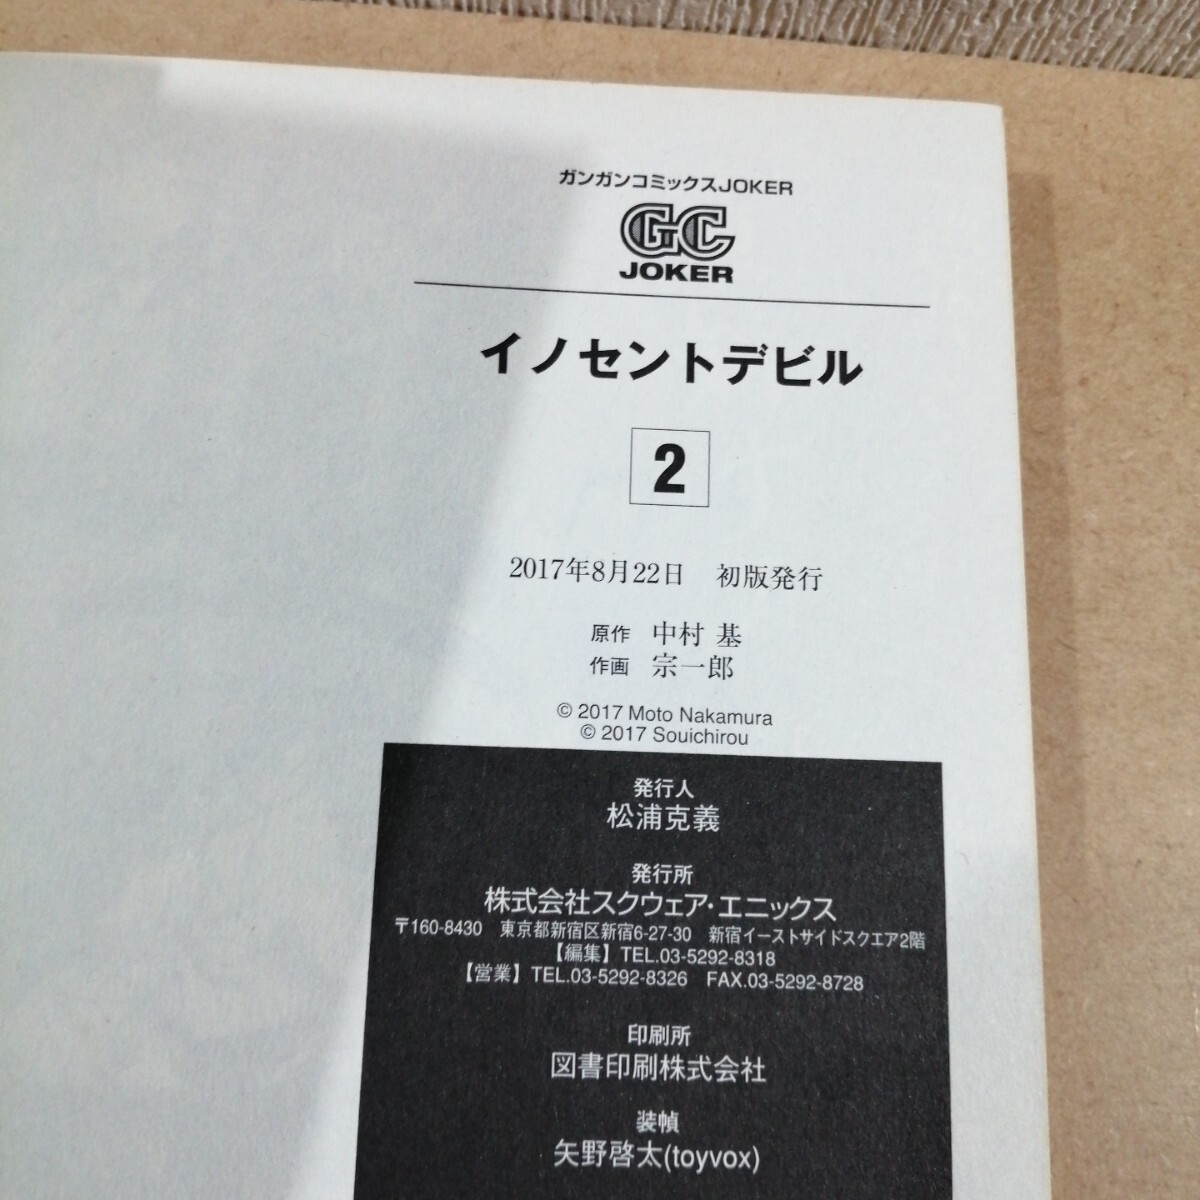 ガンガンコミックスJOKER
GC
JOKER
イノセントデビル
2
2017年8月22日　初版発行
原作　中村 基
作画　宗一郎
© 2017 Moto Nakamura
© 2017 Souichirou
発行人
松浦克義
発行所
株式会社スクウェア・エニックス
〒160-8430　東京都新宿区新宿6-27-30　新宿イーストサイドスクエア2階
【編集】TEL.03-5292-8318
【営業】TEL.03-5292-8326　FAX.03-5292-8728
印刷所
図書印刷株式会社
装幀
矢野啓太(toyvox)